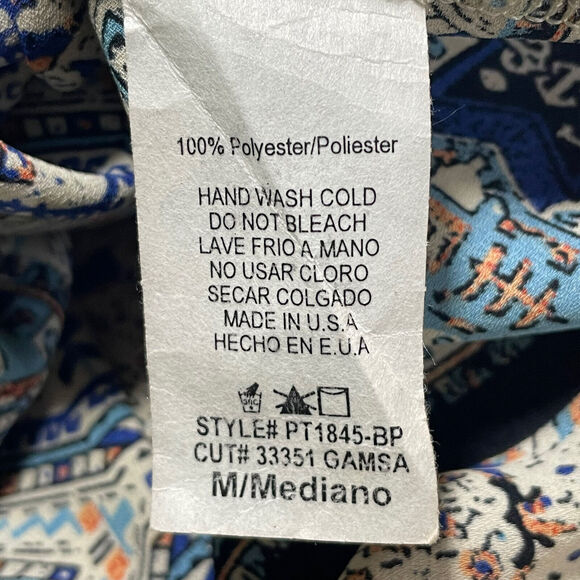 100% Polyester/Poliester
HAND WASH COLD
DO NOT BLEACH
LAVE FRIO A MANO
NO USAR CLORO
SECAR COLGADO
MADE IN U.S.A
HECHO EN E.U.A
STYLE# PT1845-BP
CUT# 33351 GAMSA
M/Mediano